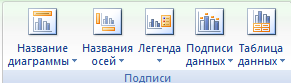 Название диаграммы
Названия осей
Легенда
Подписи данных
Таблица данных
Подписи